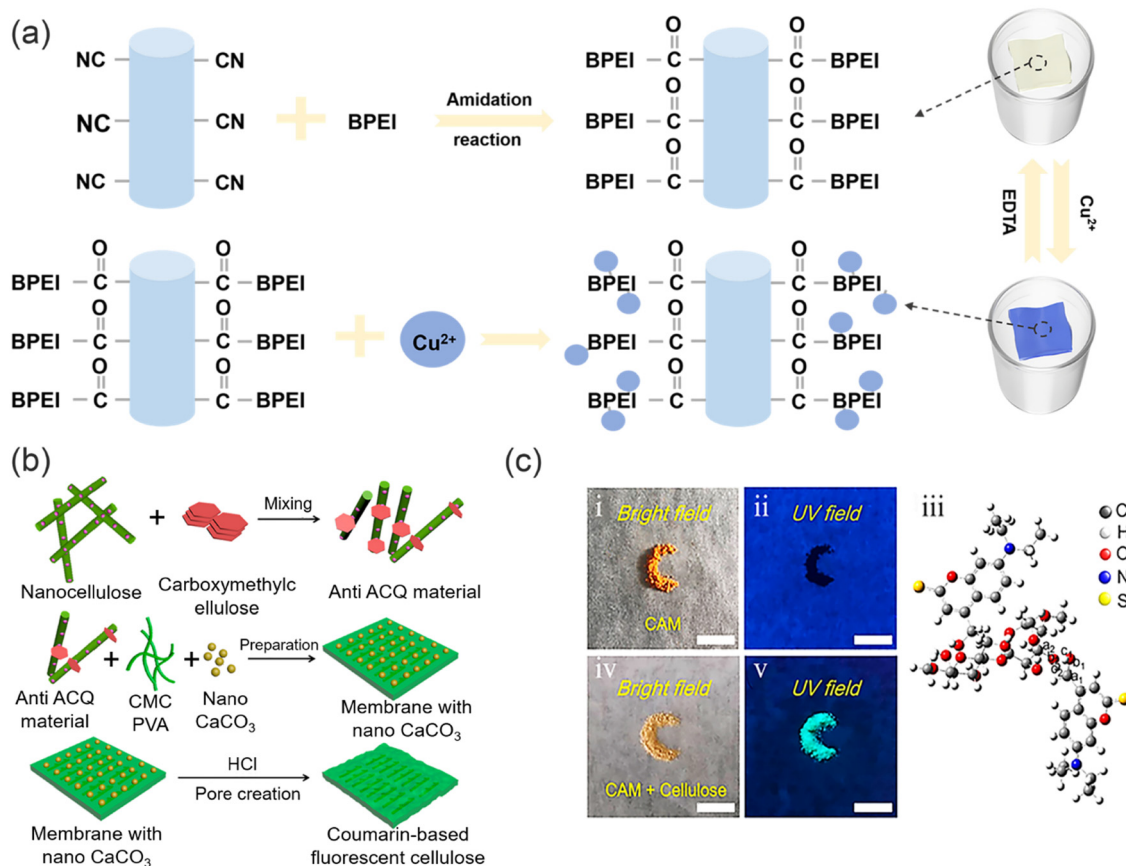 (a)
NC
CN
NC
CN
NC
CN
BPEI
Amidation
reaction
O
O
BPEI
C
C
BPEI
O
O
BPEI
C
C
BPEI
O
O
BPEI
C
C
BPEI
EDTA
Cu²⁺
O
O
BPEI
C
C
BPEI
O
O
BPEI
C
C
BPEI
O
O
BPEI
C
C
BPEI
Cu²⁺
O
O
BPEI
C
C
BPEI
O
O
BPEI
C
C
BPEI
O
O
BPEI
C
C
BPEI
(b)
Mixing
Nanocellulose
Carboxymethylc
ellulose
Anti ACQ material
Preparation
Anti ACQ
material
CMC
PVA
Nano
CaCO₃
Membrane with
nano CaCO₃
HCl
Pore creation
Membrane with
nano CaCO₃
Coumarin-based
fluorescent cellulose
(c)
i
Bright field
CAM
ii
UV field
iii
iv
Bright field
CAM + Cellulose
v
UV field
H
N
S